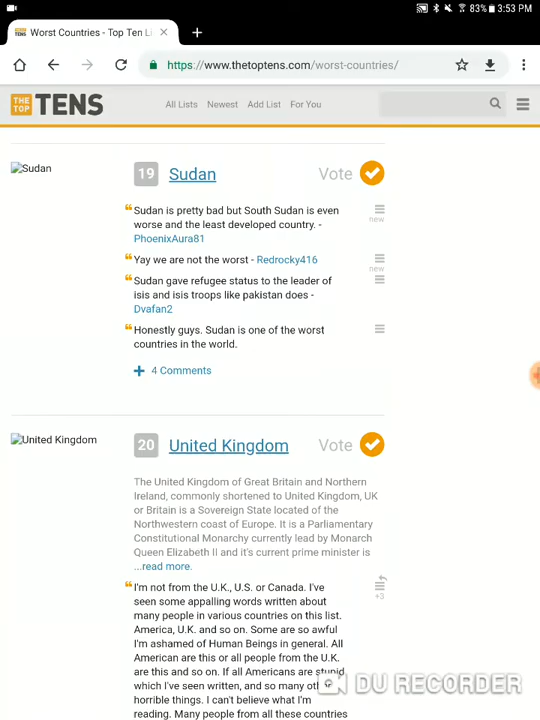 83% 3:53 PM
Worst Countries - Top Ten Li
https://www.thetoptens.com/worst-countries/
THE TOP TENS All Lists Newest Add List For You
Sudan 19 Sudan Vote
Sudan is pretty bad but South Sudan is even
worse and the least developed country. -
PhoenixAura81
new
Yay we are not the worst - Redrocky416
new
Sudan gave refugee status to the leader of
isis and isis troops like pakistan does -
Dvafan2
Honestly guys. Sudan is one of the worst
countries in the world.
+ 4 Comments
United Kingdom 20 United Kingdom Vote
The United Kingdom of Great Britain and Northern
Ireland, commonly shortened to United Kingdom, UK
or Britain is a Sovereign State located of the
Northwestern coast of Europe. It is a Parliamentary
Constitutional Monarchy currently lead by Monarch
Queen Elizabeth Ii and it's current prime minister is
...read more.
I'm not from the U.K., U.S. or Canada. I've
+3
seen some appalling words written about
many people in various countries on this list.
America, U.K. and so on. Some are so awful
I'm ashamed of Human Beings in general. All
American are this or all people from the U.K.
are this and so on. If all Americans are stupid
which I've seen written, and so many other
horrible things. I can't believe what I'm
reading. Many people from all these countries
DU RECORDER